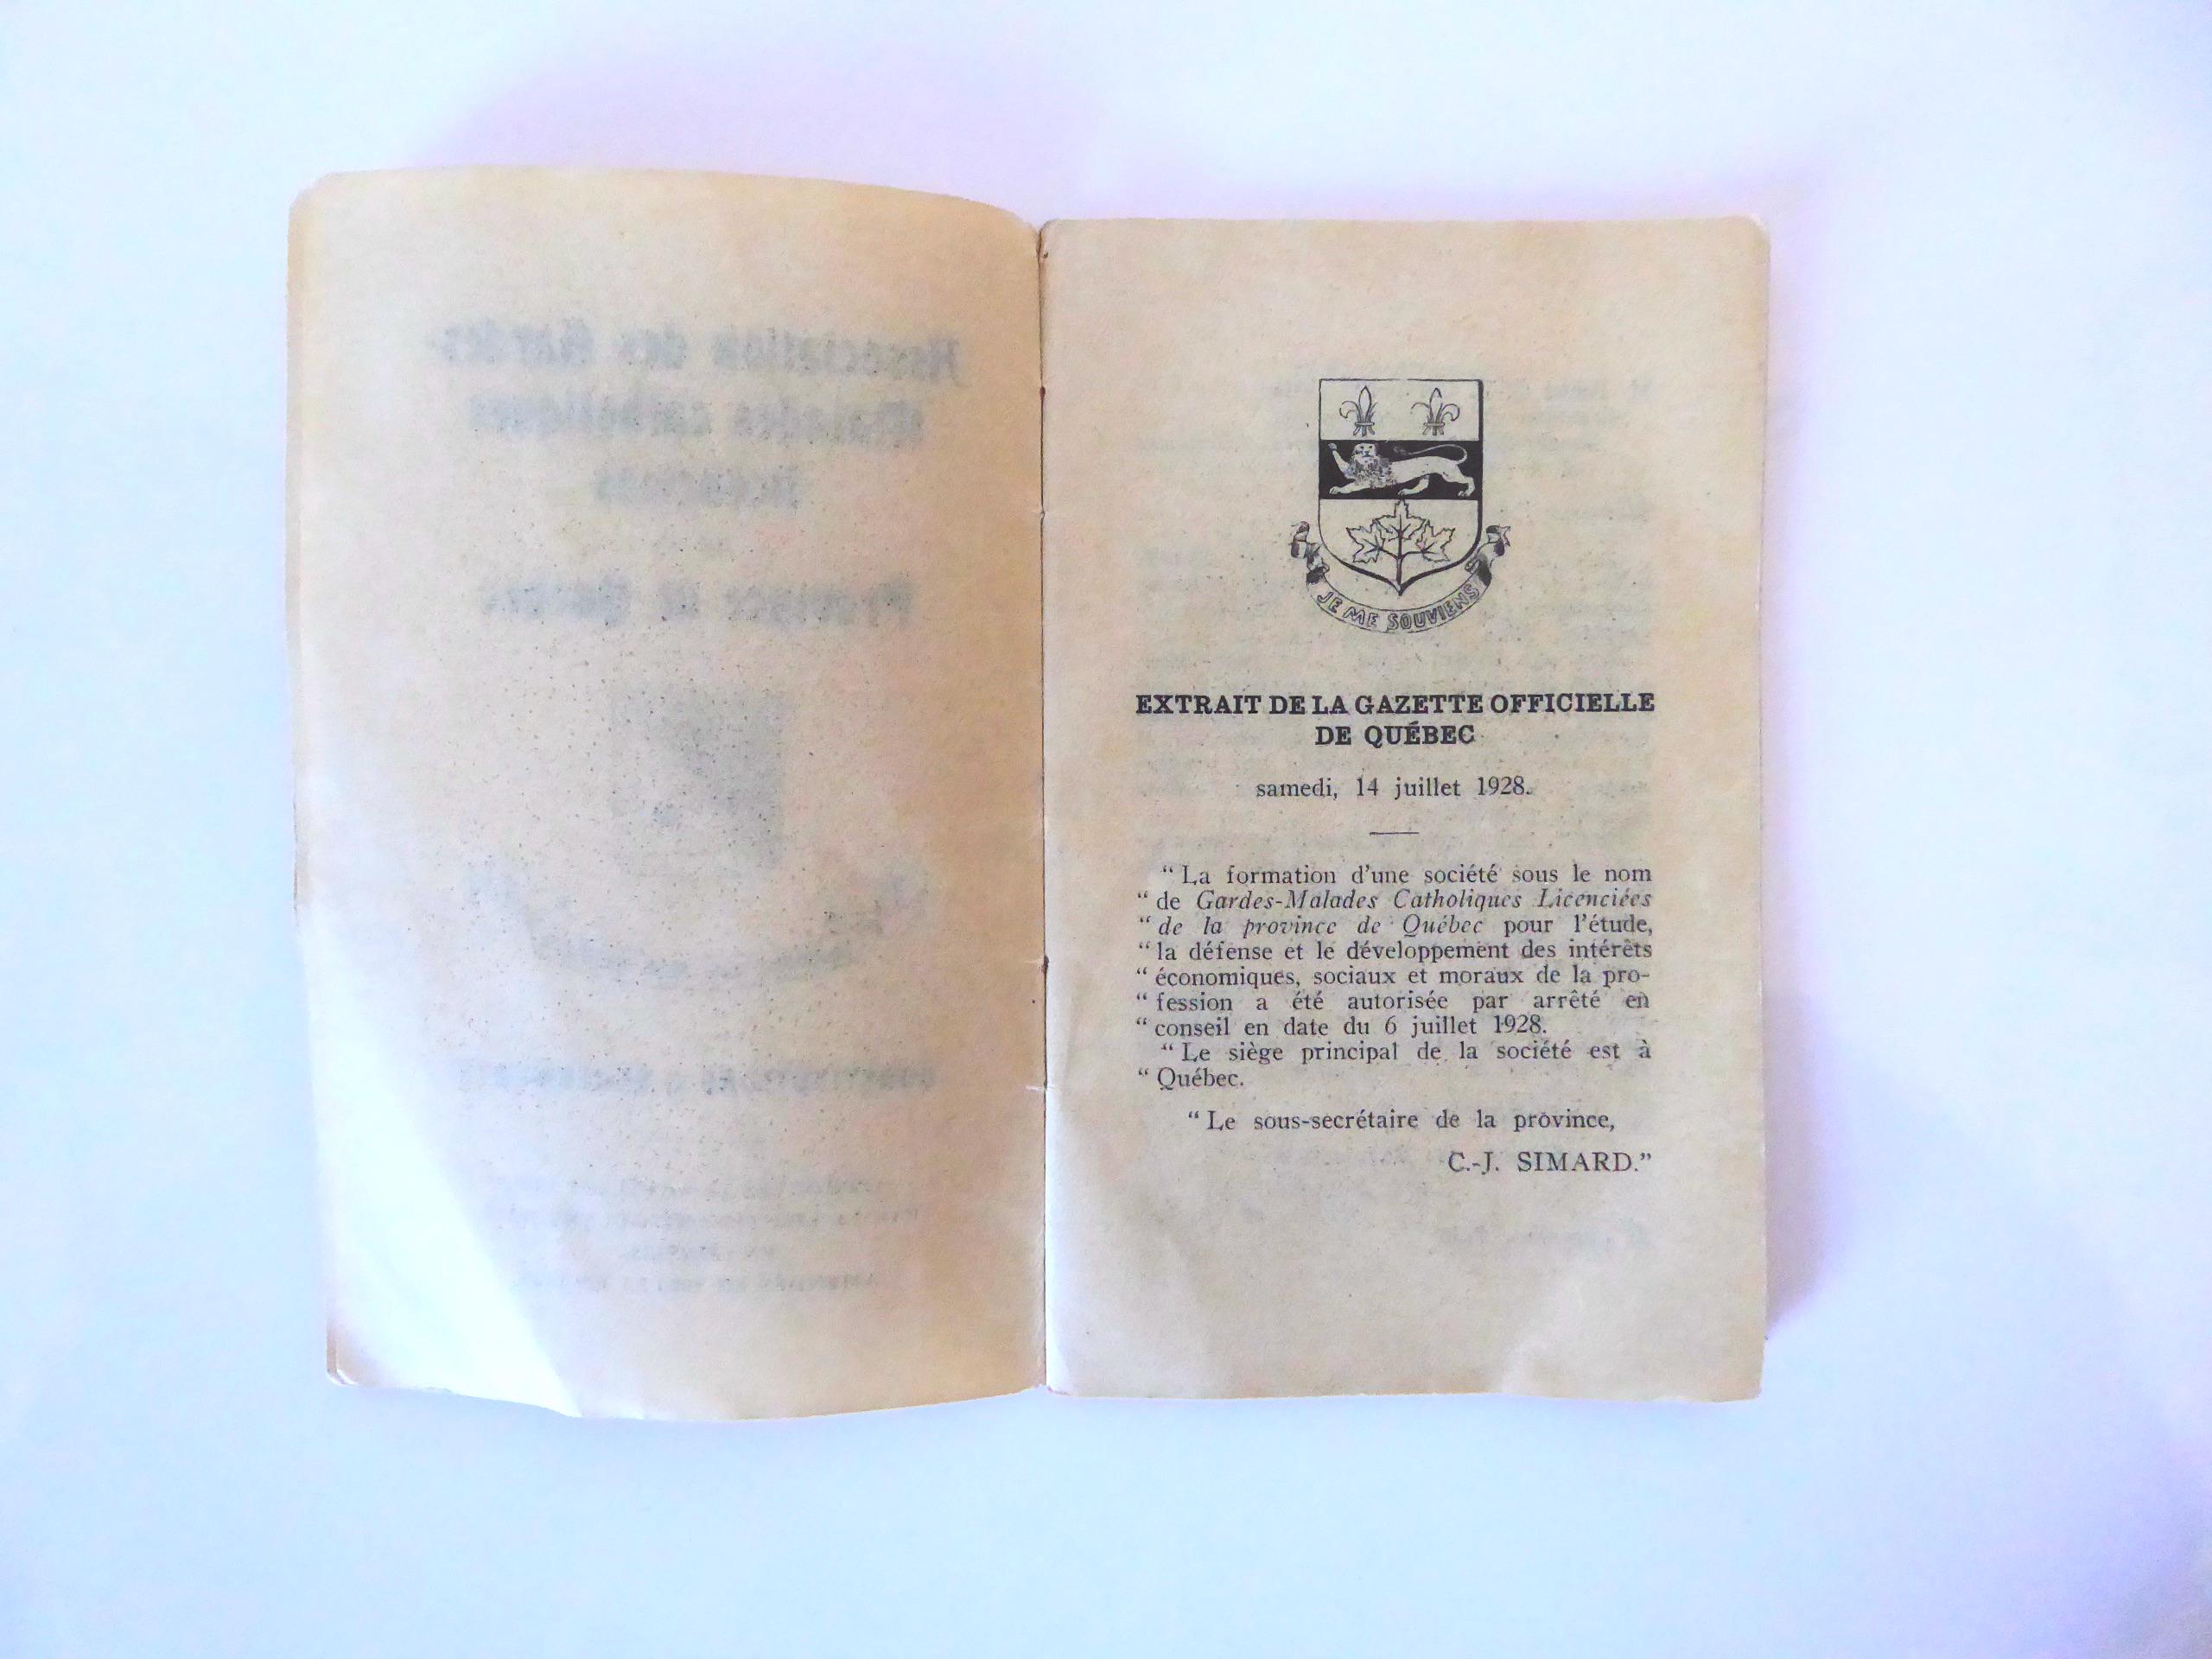 JE ME SOUVIENS
EXTRAIT DE LA GAZETTE OFFICIELLE
DE QUÉBEC
samedi, 14 juillet 1928.
“ La formation d'une société sous le nom
“ de Gardes-Malades Catholiques Licenciées
“ de la province de Québec pour l'étude,
“ la défense et le développement des intérêts
“ économiques, sociaux et moraux de la pro-
“ fession a été autorisée par arrêté en
“ conseil en date du 6 juillet 1928.
“ Le siège principal de la société est à
“ Québec.
“ Le sous-secrétaire de la province,
C.-J. SIMARD.”